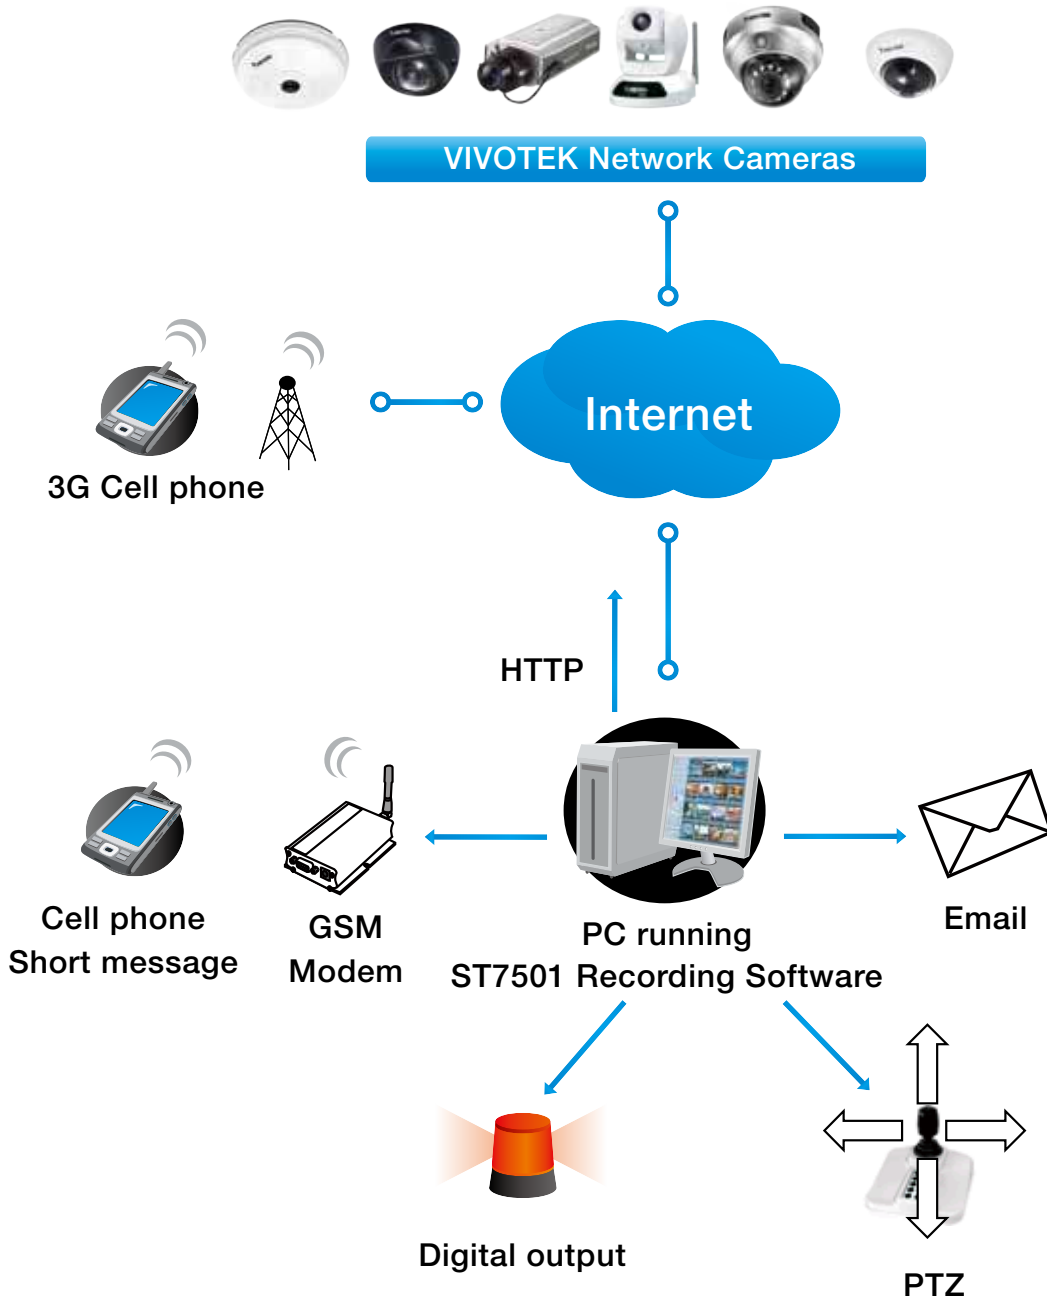 VIVOTEK Network Cameras
Internet
3G Cell phone
HTTP
Cell phone
Short message
GSM
Modem
PC running
ST7501 Recording Software
Email
Digital output
PTZ